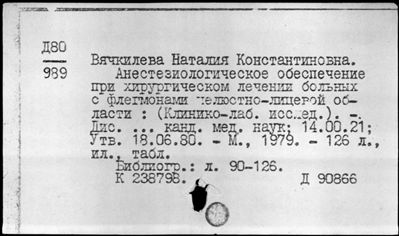 Д80
989
Вячкилева Наталия Константиновна.
Анестезиологическое обеспечение
при хирургическом лечении больных
с флегмонами челюстно-лицевой об-
ласти : (Клинико-лаб. исслед.). -
Дис. ... канд. мед. наук; 14.00.21;
Утв. 18.06.80. - М., 1979. - 126 л.,
ил., табл.
Библиогр.: л. 90-126.
К 238798. Д 90866